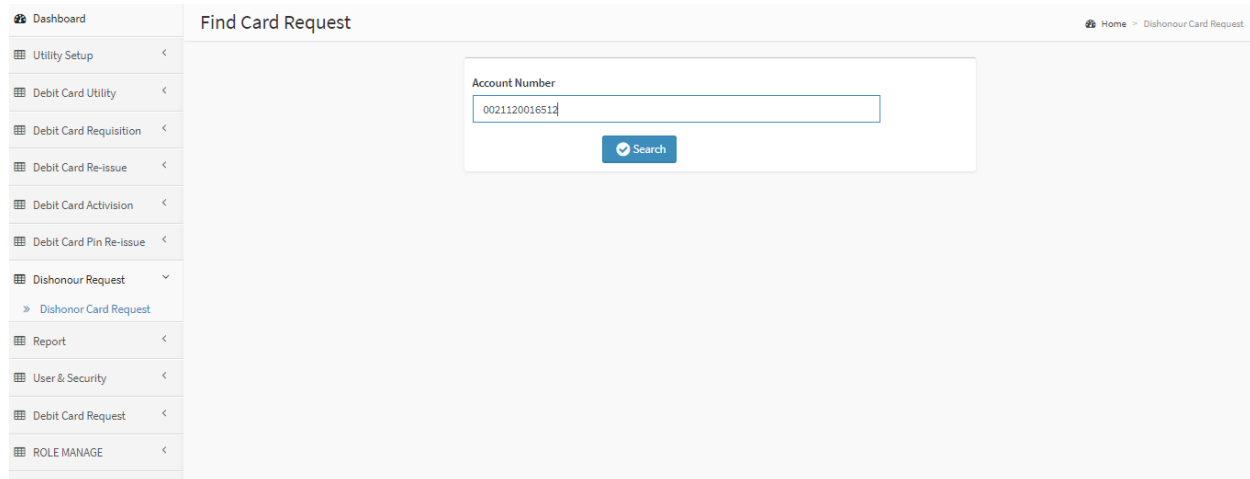 Dashboard
Find Card Request
Home > Dishonour Card Request
Utility Setup
Debit Card Utility
Debit Card Requisition
Debit Card Re-issue
Debit Card Activision
Debit Card Pin Re-issue
Dishonour Request
Dishonor Card Request
Report
User & Security
Debit Card Request
ROLE MANAGE
Account Number
0021120016512
Search